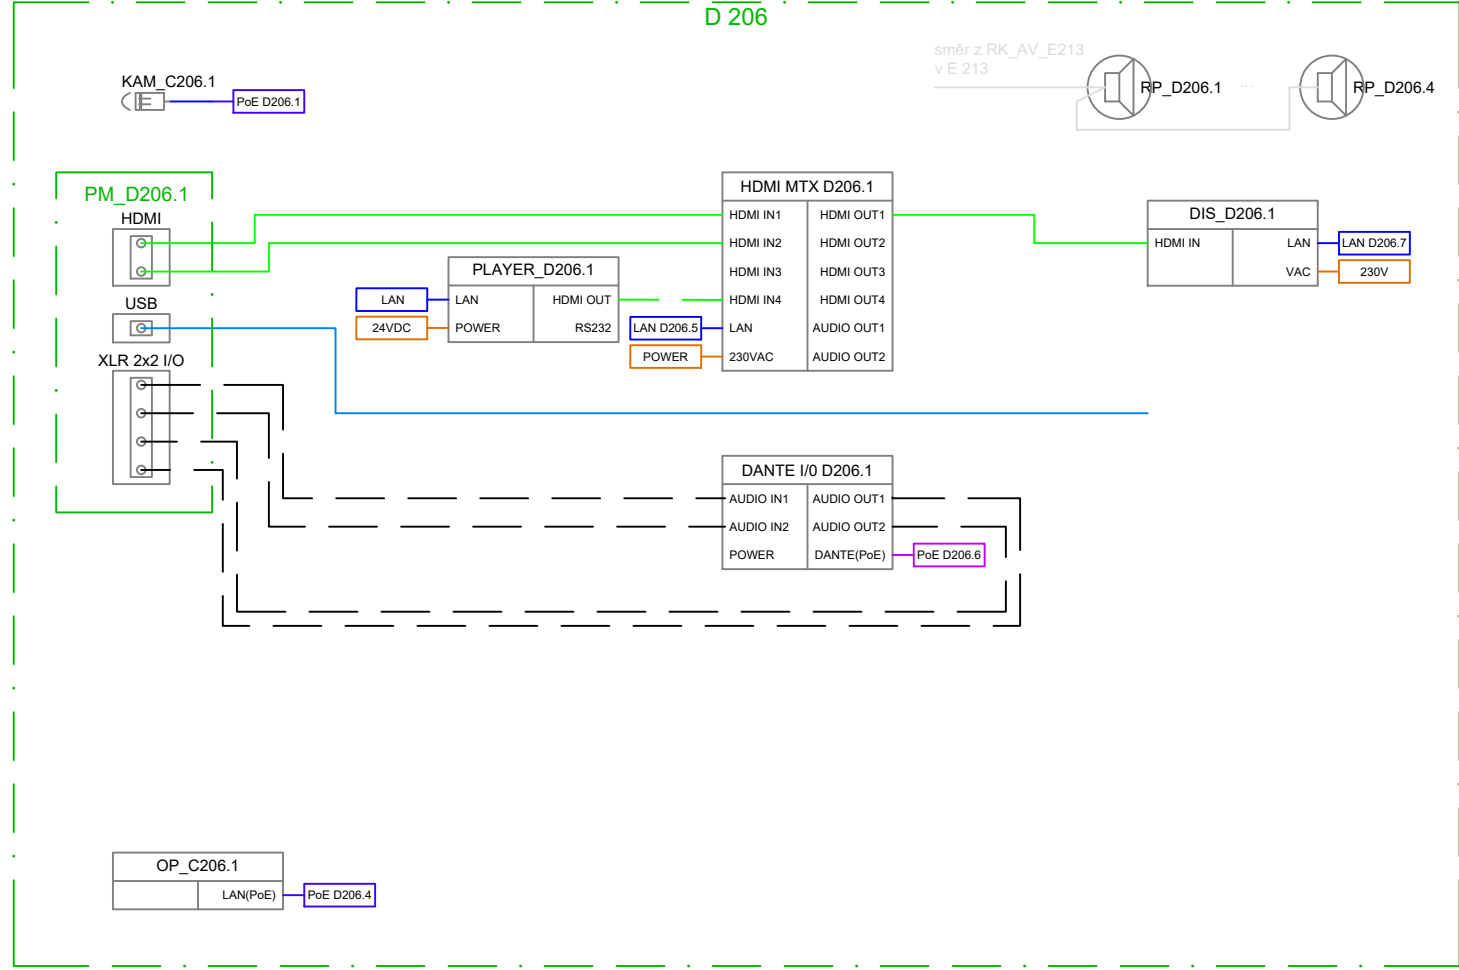 D 206
směr z RK_AV_E213
v E 213
KAM_C206.1
PoE D206.1
RP_D206.1
...
RP_D206.4
PM_D206.1
HDMI
USB
XLR 2x2 I/O
PLAYER_D206.1
LAN
LAN
HDMI OUT
24VDC
POWER
RS232
HDMI MTX D206.1
HDMI IN1
HDMI OUT1
HDMI IN2
HDMI OUT2
HDMI IN3
HDMI OUT3
HDMI IN4
HDMI OUT4
LAN D206.5
LAN
AUDIO OUT1
POWER
230VAC
AUDIO OUT2
DIS_D206.1
HDMI IN
LAN
LAN D206.7
VAC
230V
DANTE I/0 D206.1
AUDIO IN1
AUDIO OUT1
AUDIO IN2
AUDIO OUT2
POWER
DANTE(PoE)
PoE D206.6
OP_C206.1
LAN(PoE)
PoE D206.4